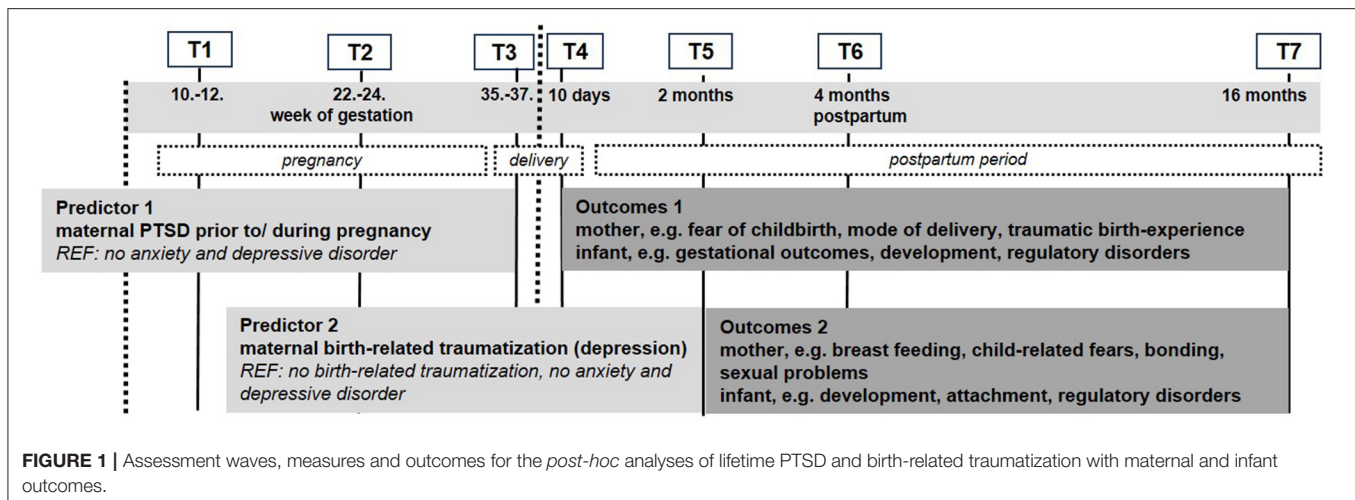 T1 T2 T3 T4 T5 T6 T7
10.-12. 22.-24. 35.-37. 10 days 2 months 4 months 16 months
week of gestation postpartum
pregnancy delivery postpartum period
Predictor 1
maternal PTSD prior to/ during pregnancy
REF: no anxiety and depressive disorder
Outcomes 1
mother, e.g. fear of childbirth, mode of delivery, traumatic birth-experience
infant, e.g. gestational outcomes, development, regulatory disorders
Predictor 2
maternal birth-related traumatization (depression)
REF: no birth-related traumatization, no anxiety and
depressive disorder
Outcomes 2
mother, e.g. breast feeding, child-related fears, bonding,
sexual problems
infant, e.g. development, attachment, regulatory disorders
FIGURE 1 | Assessment waves, measures and outcomes for the post-hoc analyses of lifetime PTSD and birth-related traumatization with maternal and infant
outcomes.